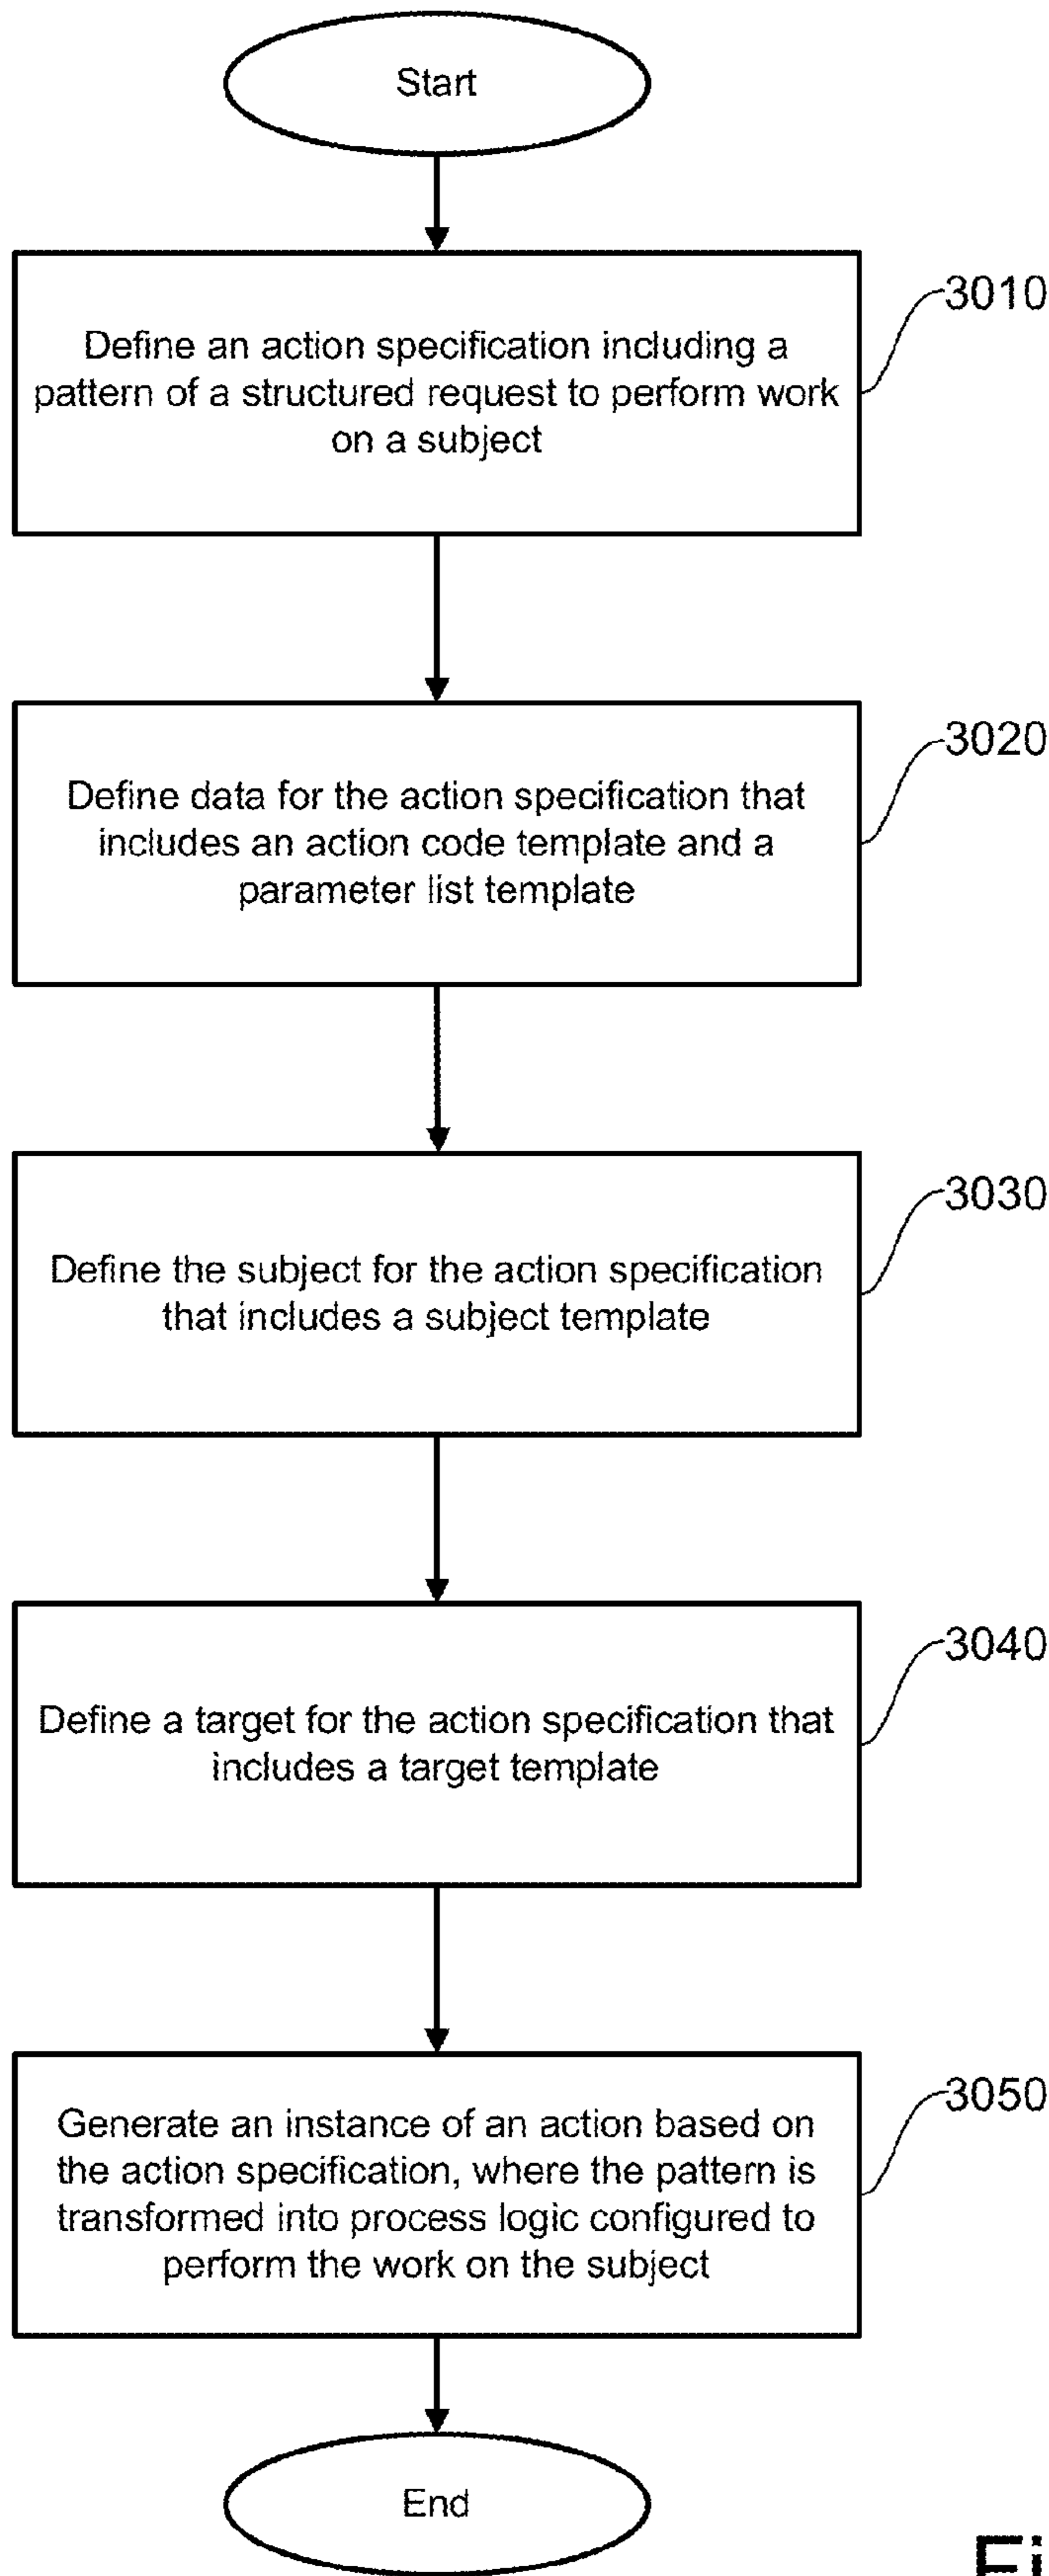 Start
Define an action specification including a
pattern of a structured request to perform work
on a subject
3010
Define data for the action specification that
includes an action code template and a
parameter list template
3020
Define the subject for the action specification
that includes a subject template
3030
Define a target for the action specification that
includes a target template
3040
Generate an instance of an action based on
the action specification, where the pattern is
transformed into process logic configured to
perform the work on the subject
3050
End